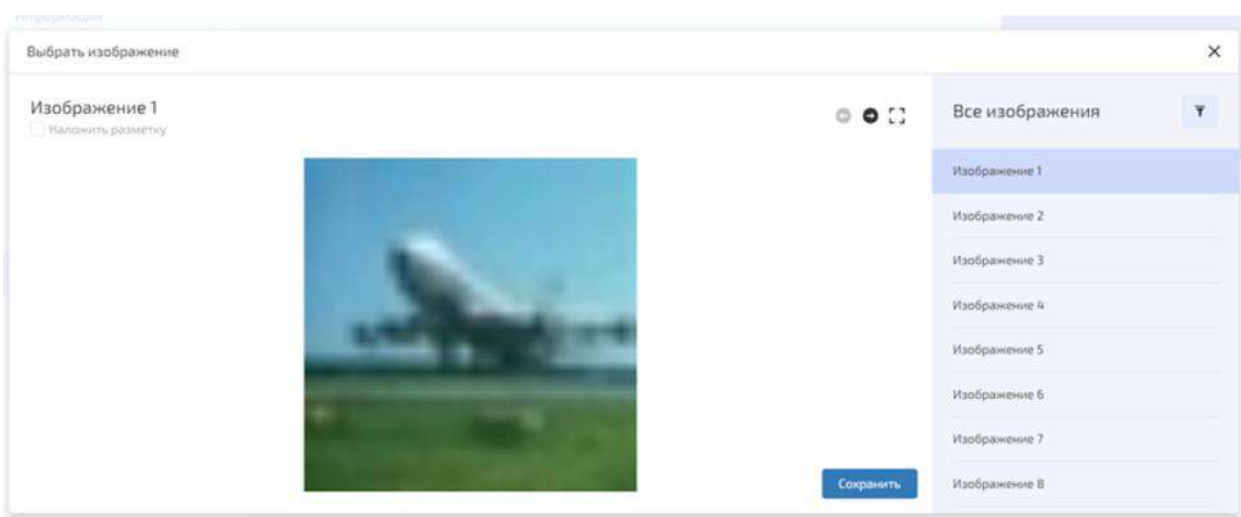 Информация
Выбрать изображение
Изображение 1
Наложить разметку
Все изображения
Изображение 1
Изображение 2
Изображение 3
Изображение 4
Изображение 5
Изображение 6
Изображение 7
Изображение 8
Сохранить